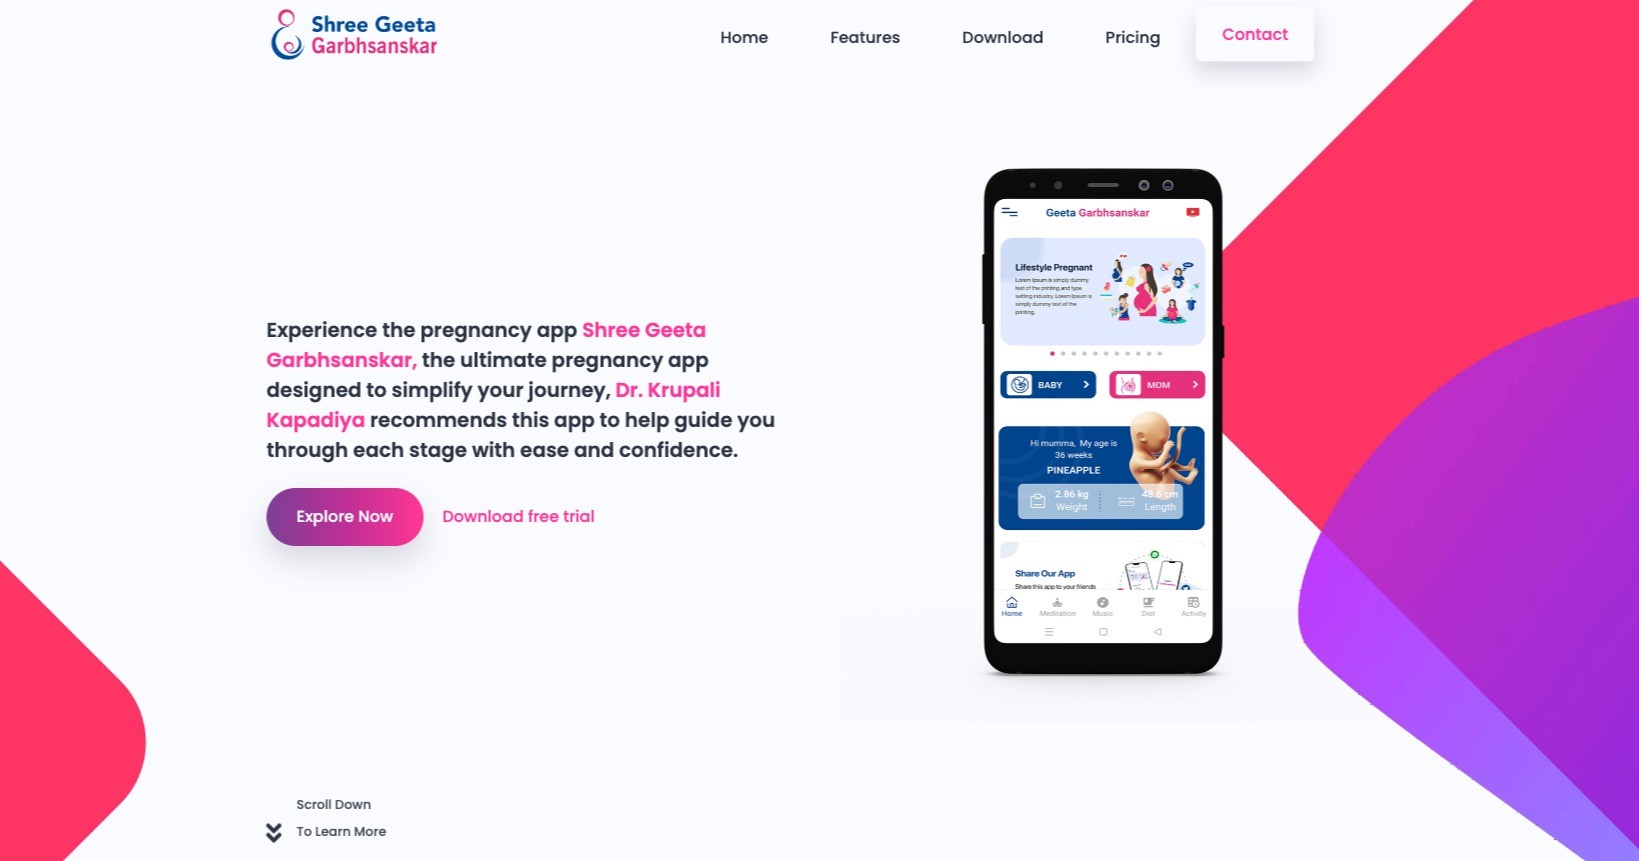 Shree Geeta
Garbhsanskar
Home
Features
Download
Pricing
Contact
Experience the pregnancy app Shree Geeta
Garbhsanskar, the ultimate pregnancy app
designed to simplify your journey, Dr. Krupali
Kapadiya recommends this app to help guide you
through each stage with ease and confidence.
Explore Now
Download free trial
Scroll Down
To Learn More
Geeta Garbhsanskar
Lifestyle Pregnant
Lorem Ipsum is simply dummy
text of the printing and type
setting industry. Lorem Ipsum is
simply dummy text of the
printing.
BABY
MOM
Hi mumma, My age is
36 weeks
PINEAPPLE
2.86 kg
Weight
48.6 cm
Length
Share Our App
Share this app to your friends
Home
Meditation
Music
Diet
Activity